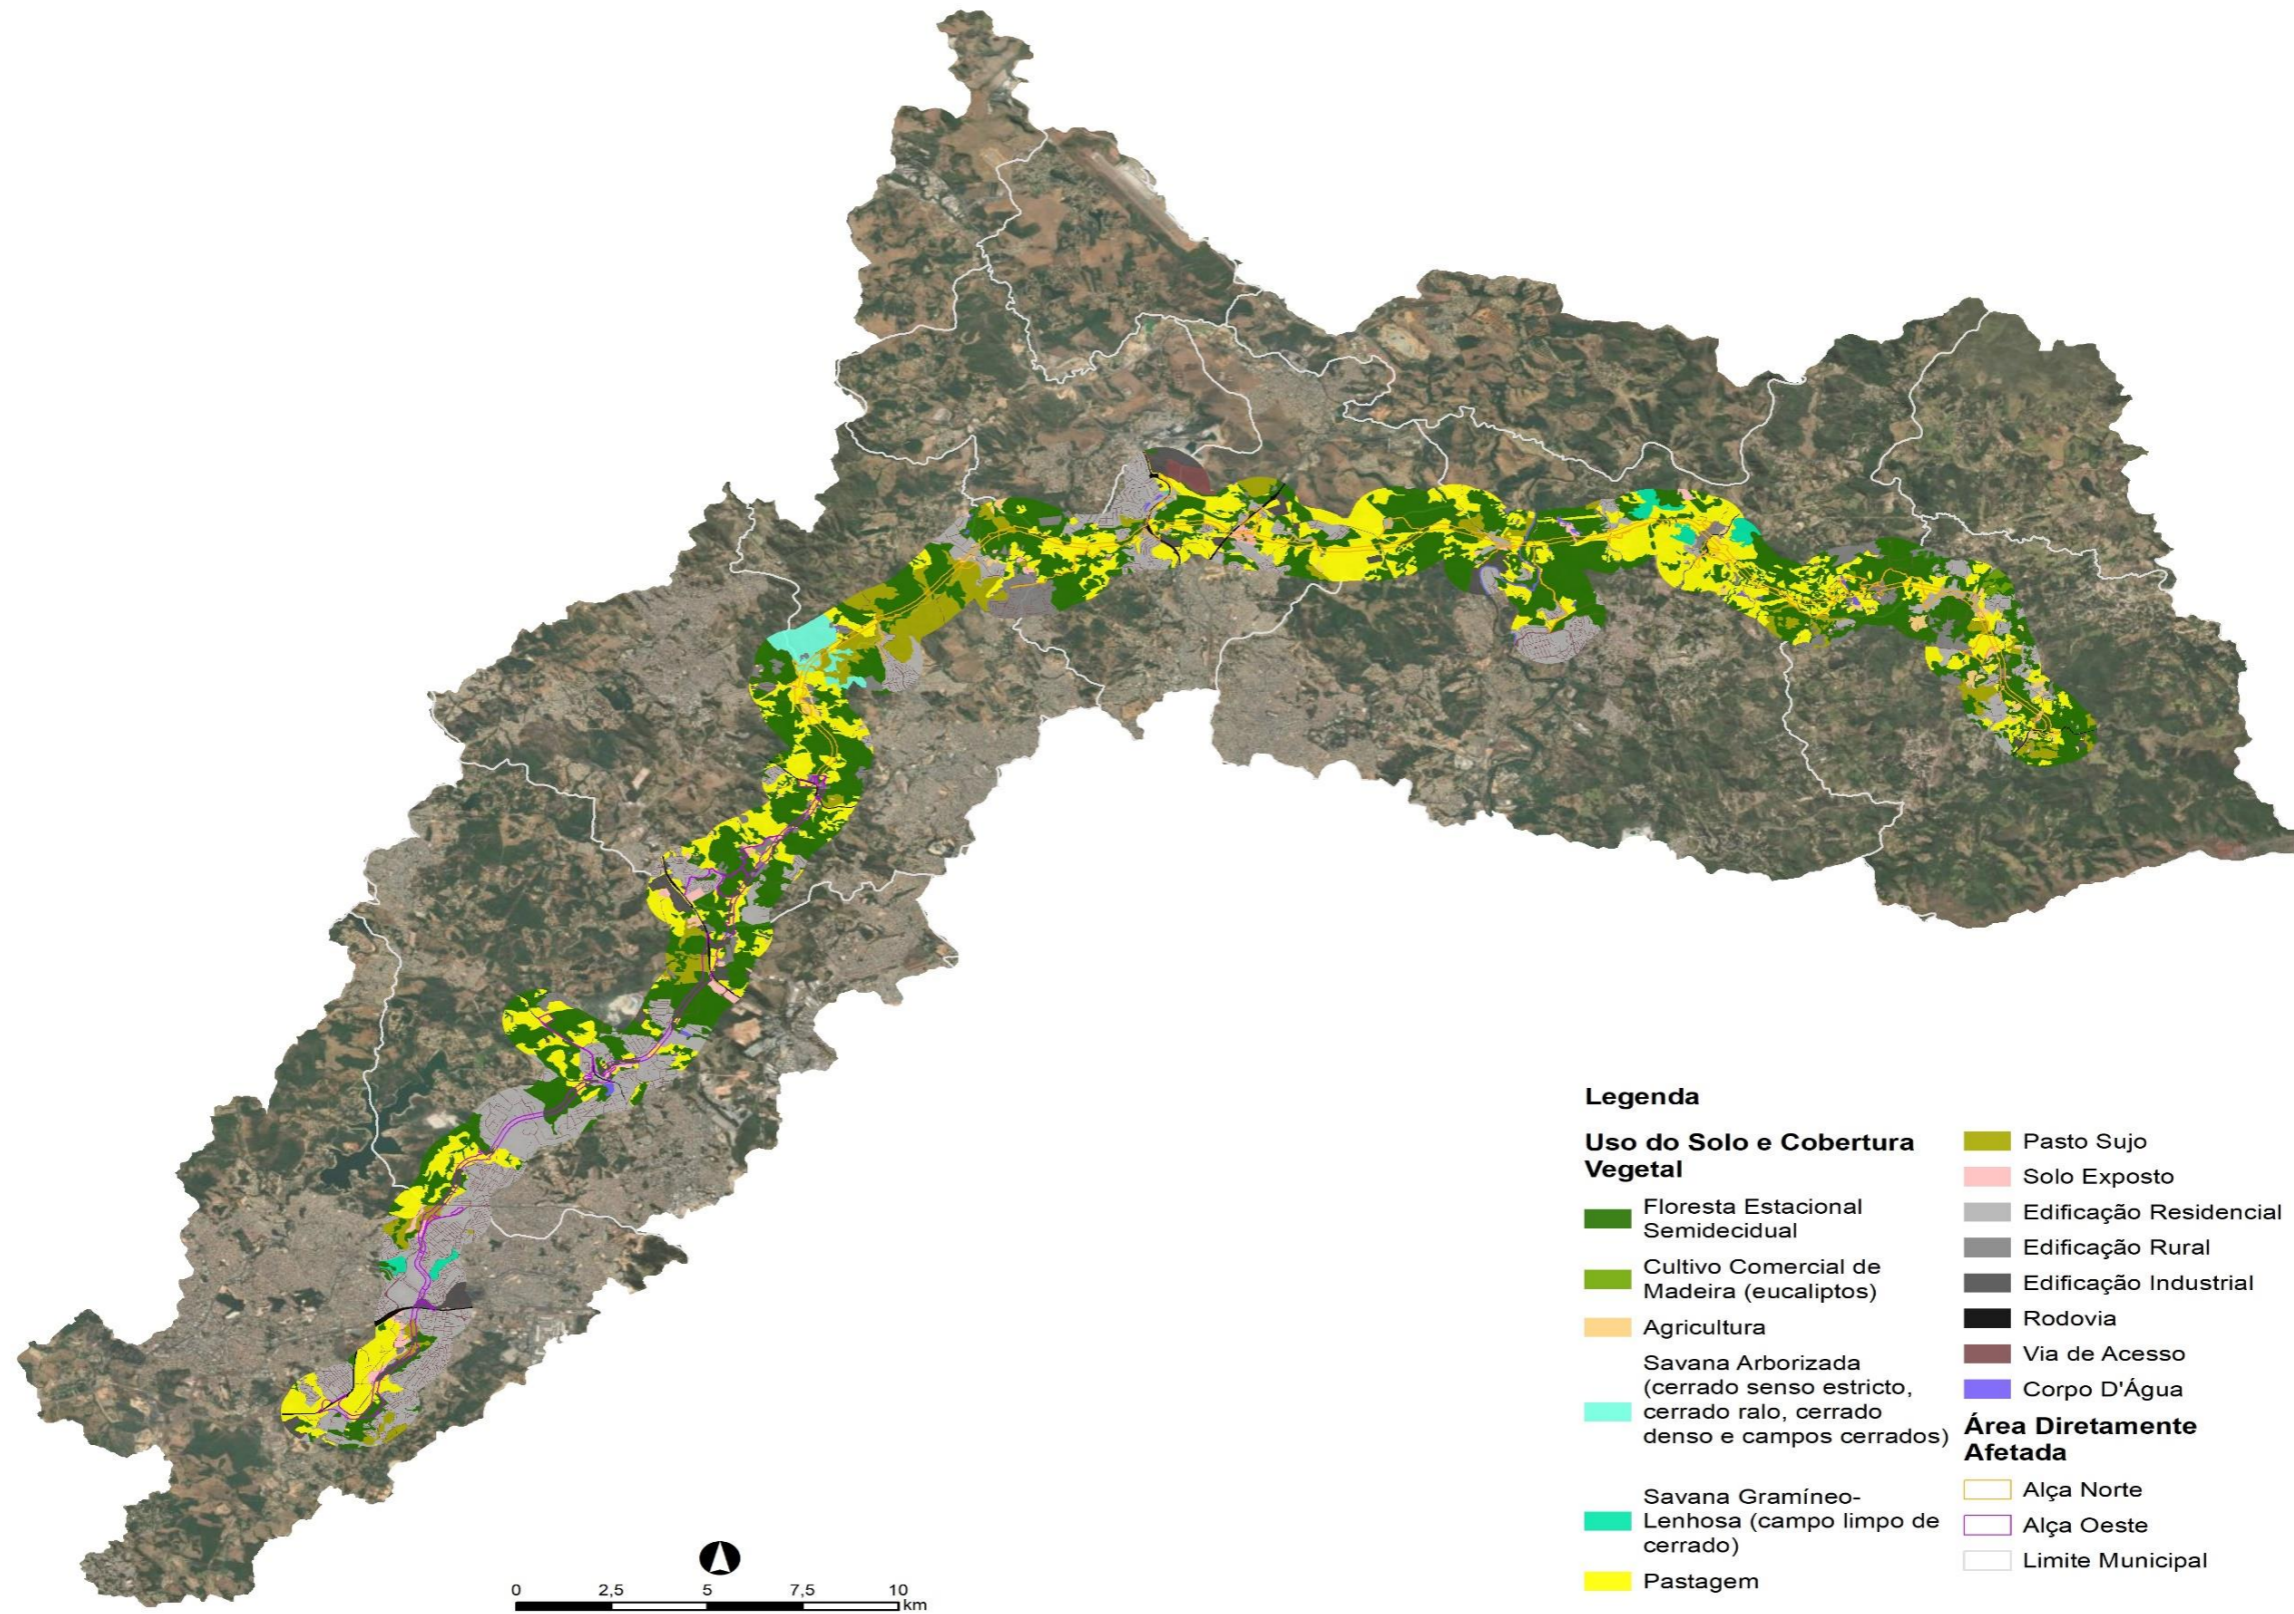 Legenda
Uso do Solo e Cobertura
Vegetal
Floresta Estacional
Semidecidual
Cultivo Comercial de
Madeira (eucaliptos)
Agricultura
Savana Arborizada
(cerrado senso estricto,
cerrado ralo, cerrado
denso e campos cerrados)
Savana Gramíneo-
Lenhosa (campo limpo de
cerrado)
Pastagem
Pasto Sujo
Solo Exposto
Edificação Residencial
Edificação Rural
Edificação Industrial
Rodovia
Via de Acesso
Corpo D'Água
Área Diretamente
Afetada
Alça Norte
Alça Oeste
Limite Municipal
0 2,5 5 7,5 10
km